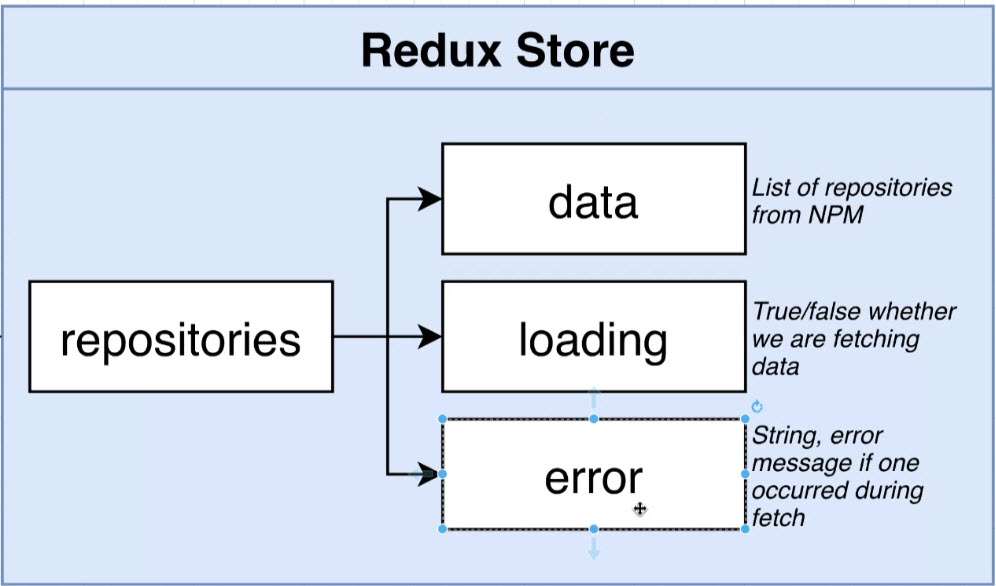 Redux Store
data
List of repositories
from NPM
repositories
loading
True/false whether
we are fetching
data
error
String, error
message if one
occurred during
fetch